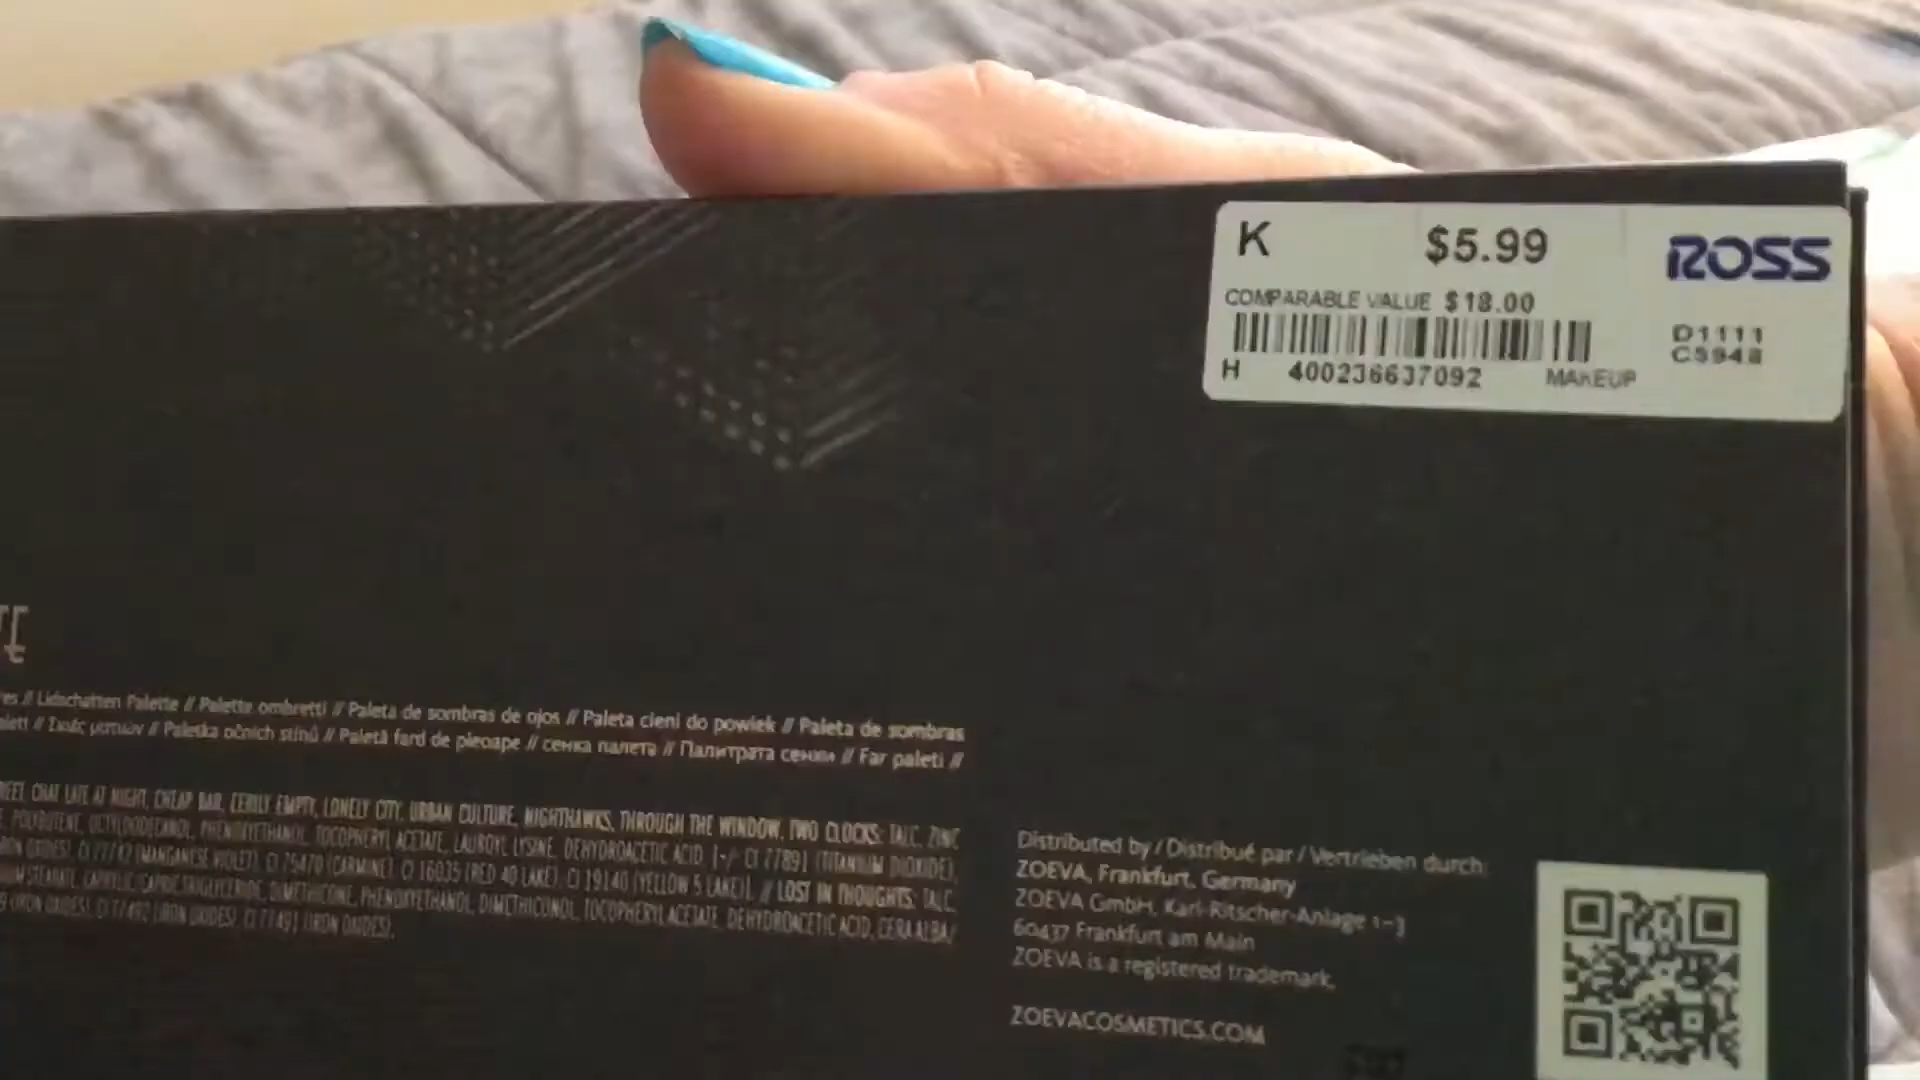 K $5.99 ROSS
COMPARABLE VALUE $18.00
D1111
C5948
H 400236637092 MAKEUP
// Lidschatten Palette // Palette ombretti // Paleta de sombras de ojos // Paleta cieni do powiek // Paleta de sombras
// Σκιές ματιών // Paletka očních stínů // Paletă fard de pleoape // сенка палета // Палитрата сенки // Far paleti //
CHAT LATE AT NIGHT, CHEAP BAR, EERILY EMPTY, LONELY CITY, URBAN CULTURE, NIGHTHAWKS, THROUGH THE WINDOW, TWO CLOCKS: TALC, ZINC
POLYBUTENE, OCTYLDODECANOL, PHENOXYETHANOL, TOCOPHERYL ACETATE, LAUROYL LYSINE, DEHYDROACETIC ACID [+/- CI 77891 (TITANIUM DIOXIDE),
CI 77742 (MANGANESE VIOLET), CI 75470 (CARMINE), CI 16035 (RED 40 LAKE), CI 19140 (YELLOW 5 LAKE)]. // LOST IN THOUGHTS: TALC,
CAPRYLIC/CAPRIC TRIGLYCERIDE, DIMETHICONE, PHENOXYETHANOL, DIMETHICONOL, TOCOPHERYL ACETATE, DEHYDROACETIC ACID, CERA ALBA/
(IRON OXIDES), CI 77492 (IRON OXIDES), CI 77491 (IRON OXIDES).
Distributed by / Distribué par / Vertrieben durch:
ZOEVA, Frankfurt, Germany
ZOEVA GmbH, Karl-Ritscher-Anlage 1-3
60437 Frankfurt am Main
ZOEVA is a registered trademark.
ZOEVACOSMETICS.COM